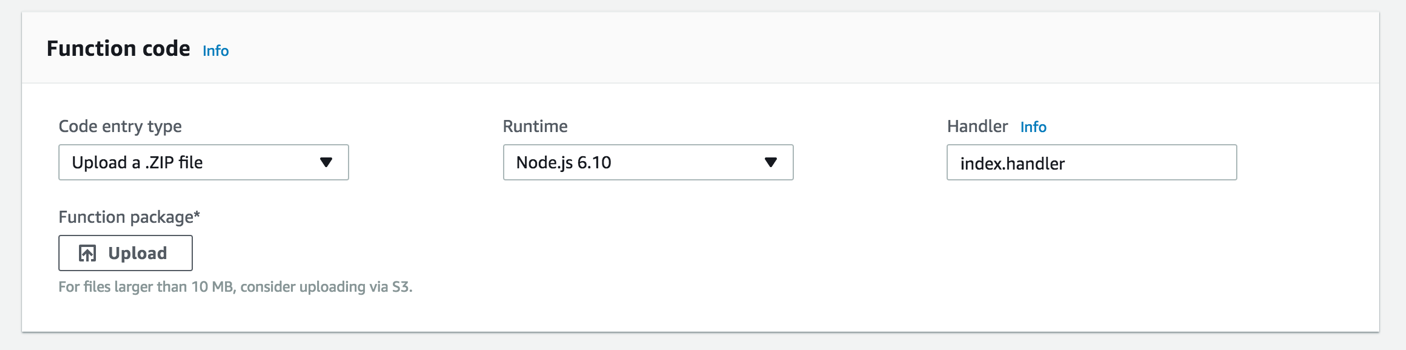 Function code Info
Code entry type
Upload a .ZIP file
Runtime
Node.js 6.10
Handler Info
index.handler
Function package*
Upload
For files larger than 10 MB, consider uploading via S3.